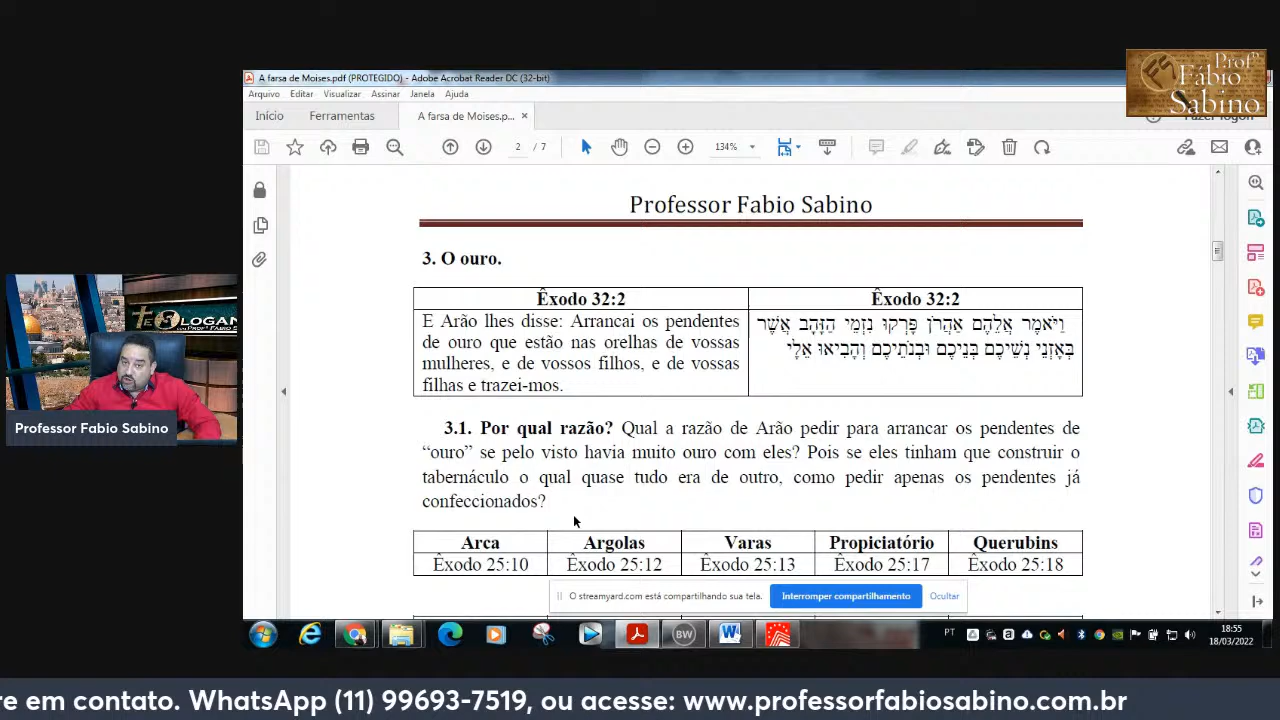 A farsa de Moises.pdf (PROTEGIDO) - Adobe Acrobat Reader DC (32-bit)
Arquivo Editar Visualizar Assinar Janela Ajuda
Início Ferramentas A farsa de Moises.p... ×
Profº
Fábio
Sabino
2 / 7 134%
Professor Fabio Sabino
3. O ouro.
Êxodo 32:2 Êxodo 32:2
E Arão lhes disse: Arrancai os pendentes
de ouro que estão nas orelhas de vossas
mulheres, e de vossos filhos, e de vossas
filhas e trazei-mos.
וַיֹּאמֶר אֲלֵהֶם אַהֲרֹן פָּרְקוּ נִזְמֵי הַזָּהָב אֲשֶׁר
בְּאָזְנֵי נְשֵׁיכֶם בְּנֵיכֶם וּבְנֹתֵיכֶם וְהָבִיאוּ אֵלָי
3.1. Por qual razão? Qual a razão de Arão pedir para arrancar os pendentes de
“ouro” se pelo visto havia muito ouro com eles? Pois se eles tinham que construir o
tabernáculo o qual quase tudo era de outro, como pedir apenas os pendentes já
confeccionados?
Arca Argolas Varas Propiciatório Querubins
Êxodo 25:10 Êxodo 25:12 Êxodo 25:13 Êxodo 25:17 Êxodo 25:18
O streamyard.com está compartilhando sua tela. Interromper compartilhamento Ocultar
BW PT 18:55
18/03/2022
Professor Fabio Sabino
re em contato. WhatsApp (11) 99693-7519, ou acesse: www.professorfabiosabino.com.br